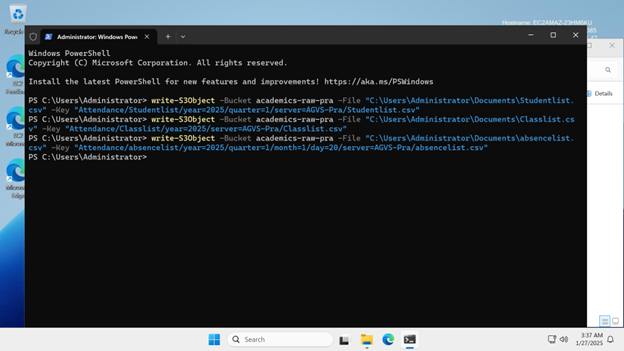 Hostname: EC2AMAZ-23HMIMU
Administrator: Windows Pow
Windows PowerShell
Copyright (C) Microsoft Corporation. All rights reserved.
Install the latest PowerShell for new features and improvements! https://aka.ms/PSWindows
PS C:\Users\Administrator> write-S3Object -Bucket academics-raw-pra -File "C:\Users\Administrator\Documents\Studentlist.
csv" -Key "Attendance/Studentlist/year=2025/quarter=1/server=AGVS-Pra/Studentlist.csv"
PS C:\Users\Administrator> write-S3Object -Bucket academics-raw-pra -File "C:\Users\Administrator\Documents\Classlist.cs
v" -Key "Attendance/Classlist/year=2025/server=AGVS-Pra/Classlist.csv"
PS C:\Users\Administrator> write-S3Object -Bucket academics-raw-pra -File "C:\Users\Administrator\Documents\absencelist.
csv" -Key "Attendance/absencelist/year=2025/quarter=1/month=1/day=20/server=AGVS-Pra/absencelist.csv"
PS C:\Users\Administrator>
Details
EC2
EC2
Search
3:37 AM
1/27/2025